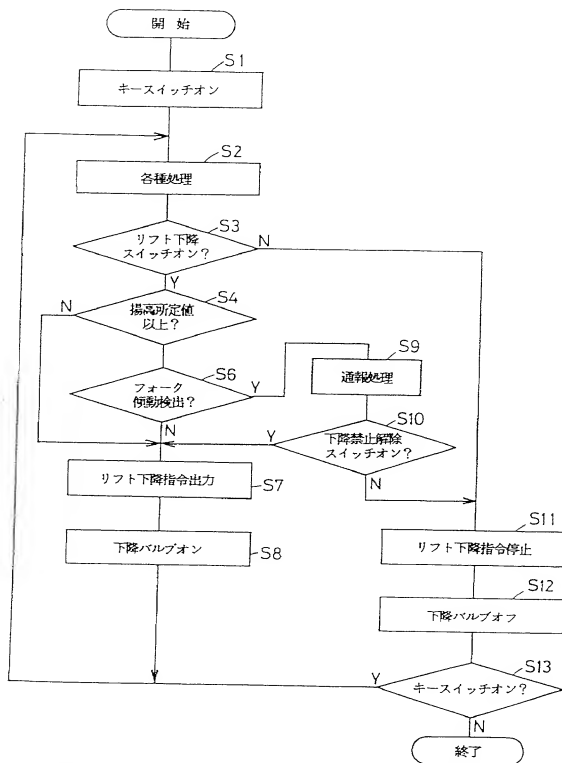 開始
S1
キースイッチオン
S2
各種処理
S3
リフト下降
スイッチオン?
N
Y
S4
N
揚高所定値
以上?
S6
フォーク
傾動検出?
Y
N
S9
通報処理
S10
下降禁止解除
スイッチオン?
Y
N
リフト下降指令出力
S7
下降バルブオン
S8
S11
リフト下降指令停止
S12
下降バルブオフ
S13
キースイッチオン?
Y
N
終了